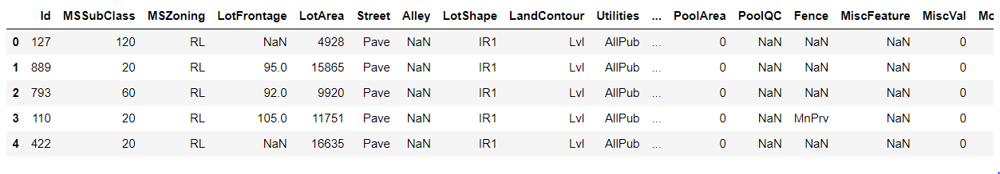 Id MSSubClass MSZoning LotFrontage LotArea Street Alley LotShape LandContour Utilities ... PoolArea PoolQC Fence MiscFeature MiscVal
0 127 120 RL NaN 4928 Pave NaN IR1 Lvl AllPub ... 0 NaN NaN NaN 0
1 889 20 RL 95.0 15865 Pave NaN IR1 Lvl AllPub ... 0 NaN NaN NaN 0
2 793 60 RL 92.0 9920 Pave NaN IR1 Lvl AllPub ... 0 NaN NaN NaN 0
3 110 20 RL 105.0 11751 Pave NaN IR1 Lvl AllPub ... 0 NaN MnPrv NaN 0
4 422 20 RL NaN 16635 Pave NaN IR1 Lvl AllPub ... 0 NaN NaN NaN 0